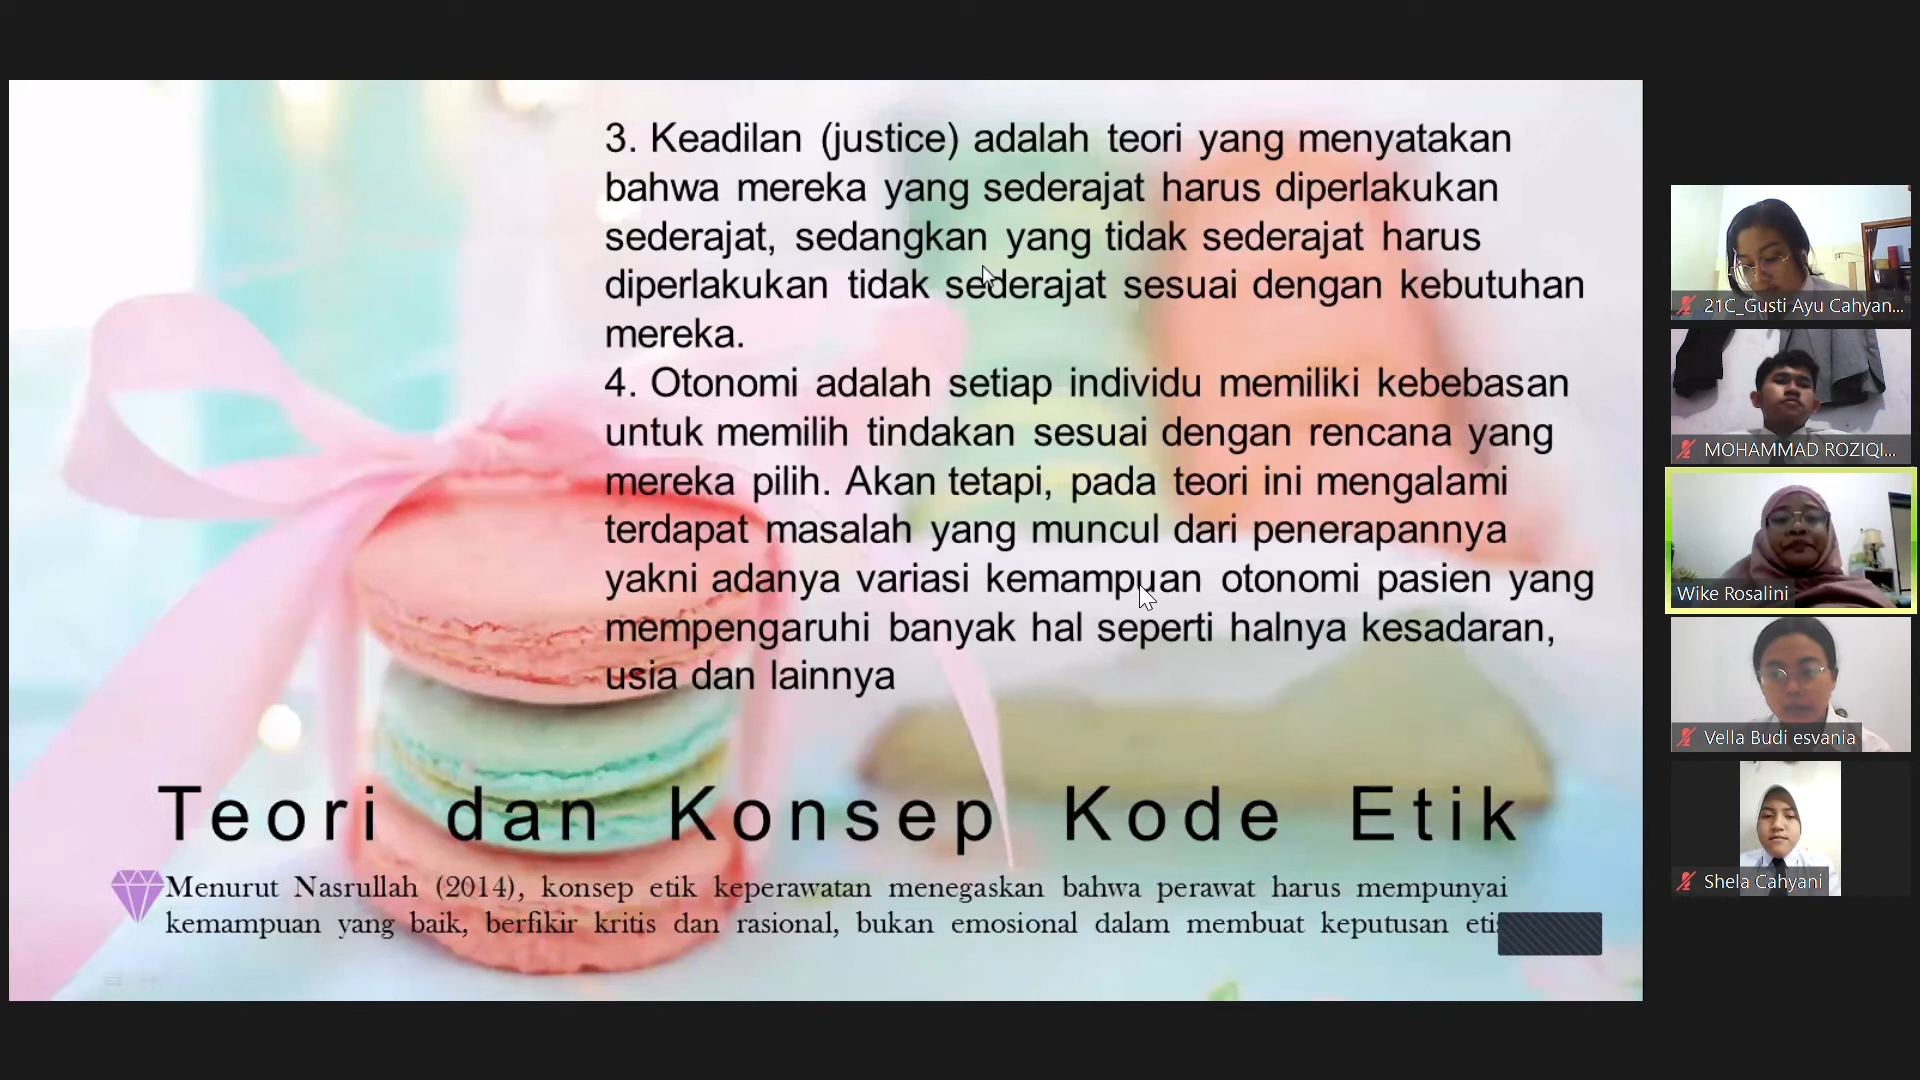 3. Keadilan (justice) adalah teori yang menyatakan
bahwa mereka yang sederajat harus diperlakukan
sederajat, sedangkan yang tidak sederajat harus
diperlakukan tidak sederajat sesuai dengan kebutuhan
mereka.
4. Otonomi adalah setiap individu memiliki kebebasan
untuk memilih tindakan sesuai dengan rencana yang
mereka pilih. Akan tetapi, pada teori ini mengalami
terdapat masalah yang muncul dari penerapannya
yakni adanya variasi kemampuan otonomi pasien yang
mempengaruhi banyak hal seperti halnya kesadaran,
usia dan lainnya
Teori dan Konsep Kode Etik
Menurut Nasrullah (2014), konsep etik keperawatan menegaskan bahwa perawat harus mempunyai
kemampuan yang baik, berfikir kritis dan rasional, bukan emosional dalam membuat keputusan etis
21C_Gusti Ayu Cahyan...
MOHAMMAD ROZIQI...
Wike Rosalini
Vella Budi esvania
Shela Cahyani